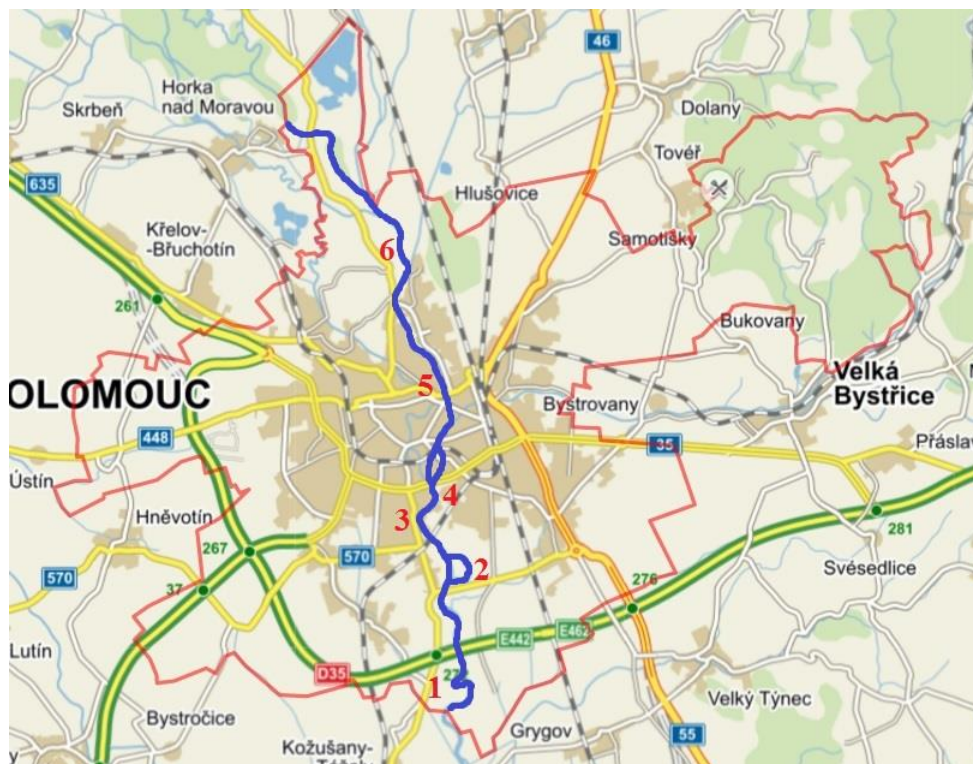 46
Horka
nad Moravou
Skrbeň
Dolany
Tovéř
635
Hlušovice
Křelov-
-Břuchotín
Samotišky
6
261
Bukovany
OLOMOUC
5
Velká
Bystřice
Bystrovany
448
35
Přáslav
Ústín
4
Hněvotín
3
281
267
570
2
570
276
Svésedlice
37
E462
E442
Lutín
D35
27
1
Velký Týnec
Bystročice
Grygov
55
Kožušany-